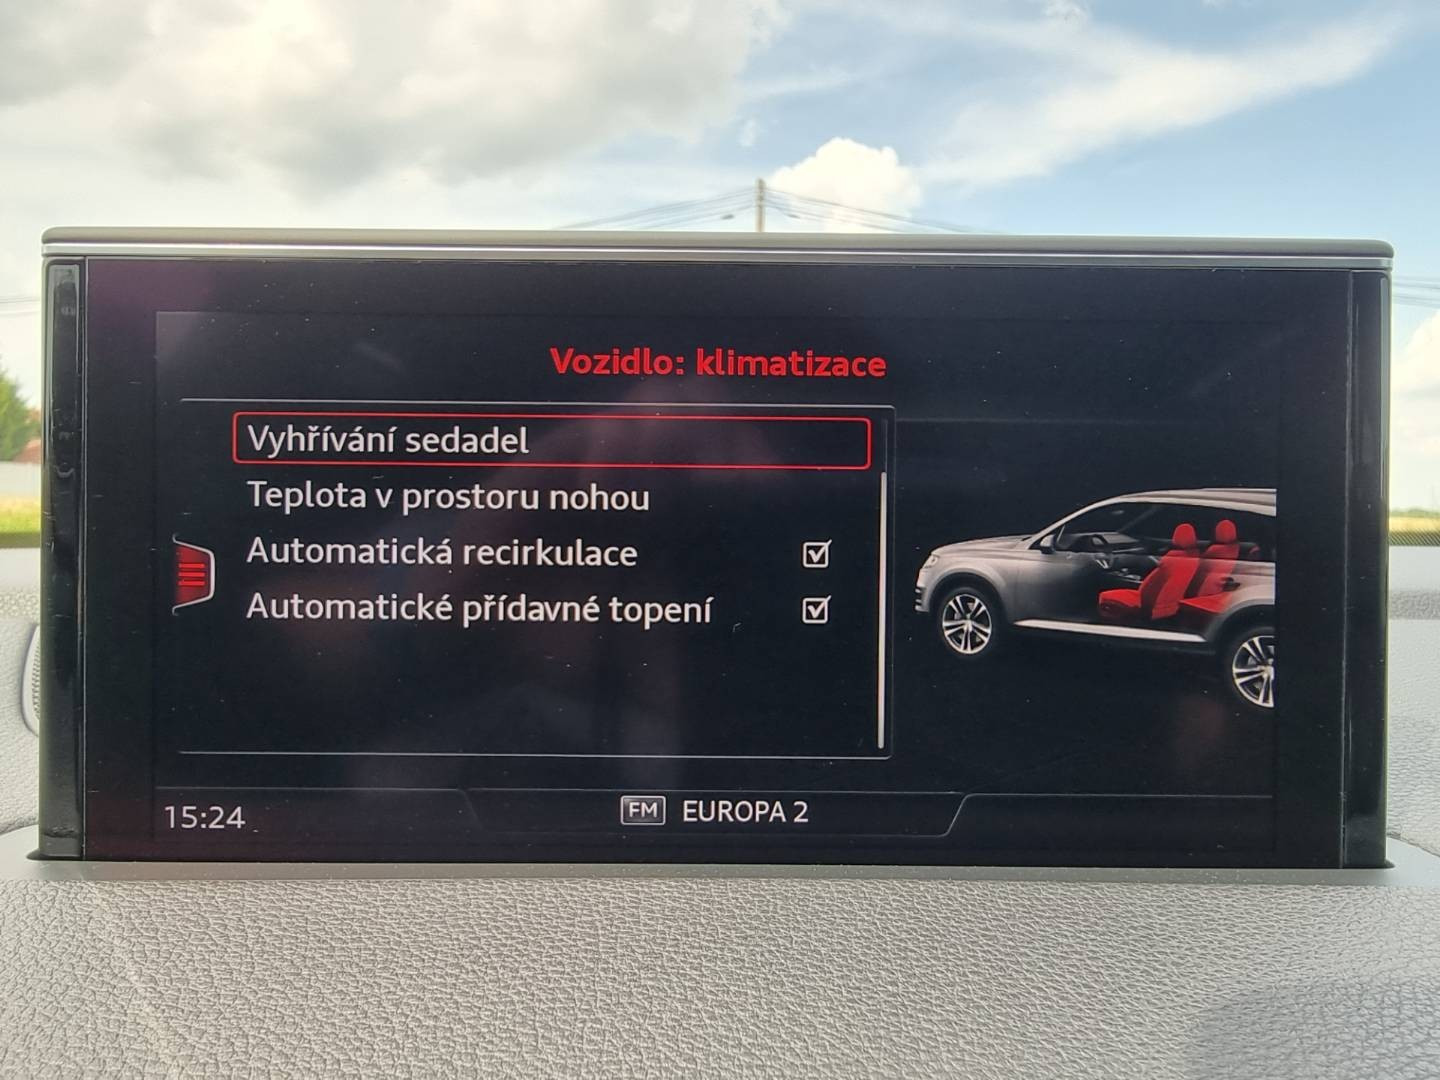 Vozidlo: klimatizace
Vyhřívání sedadel
Teplota v prostoru nohou
Automatická recirkulace
Automatické přídavné topení
15:24
FM EUROPA 2